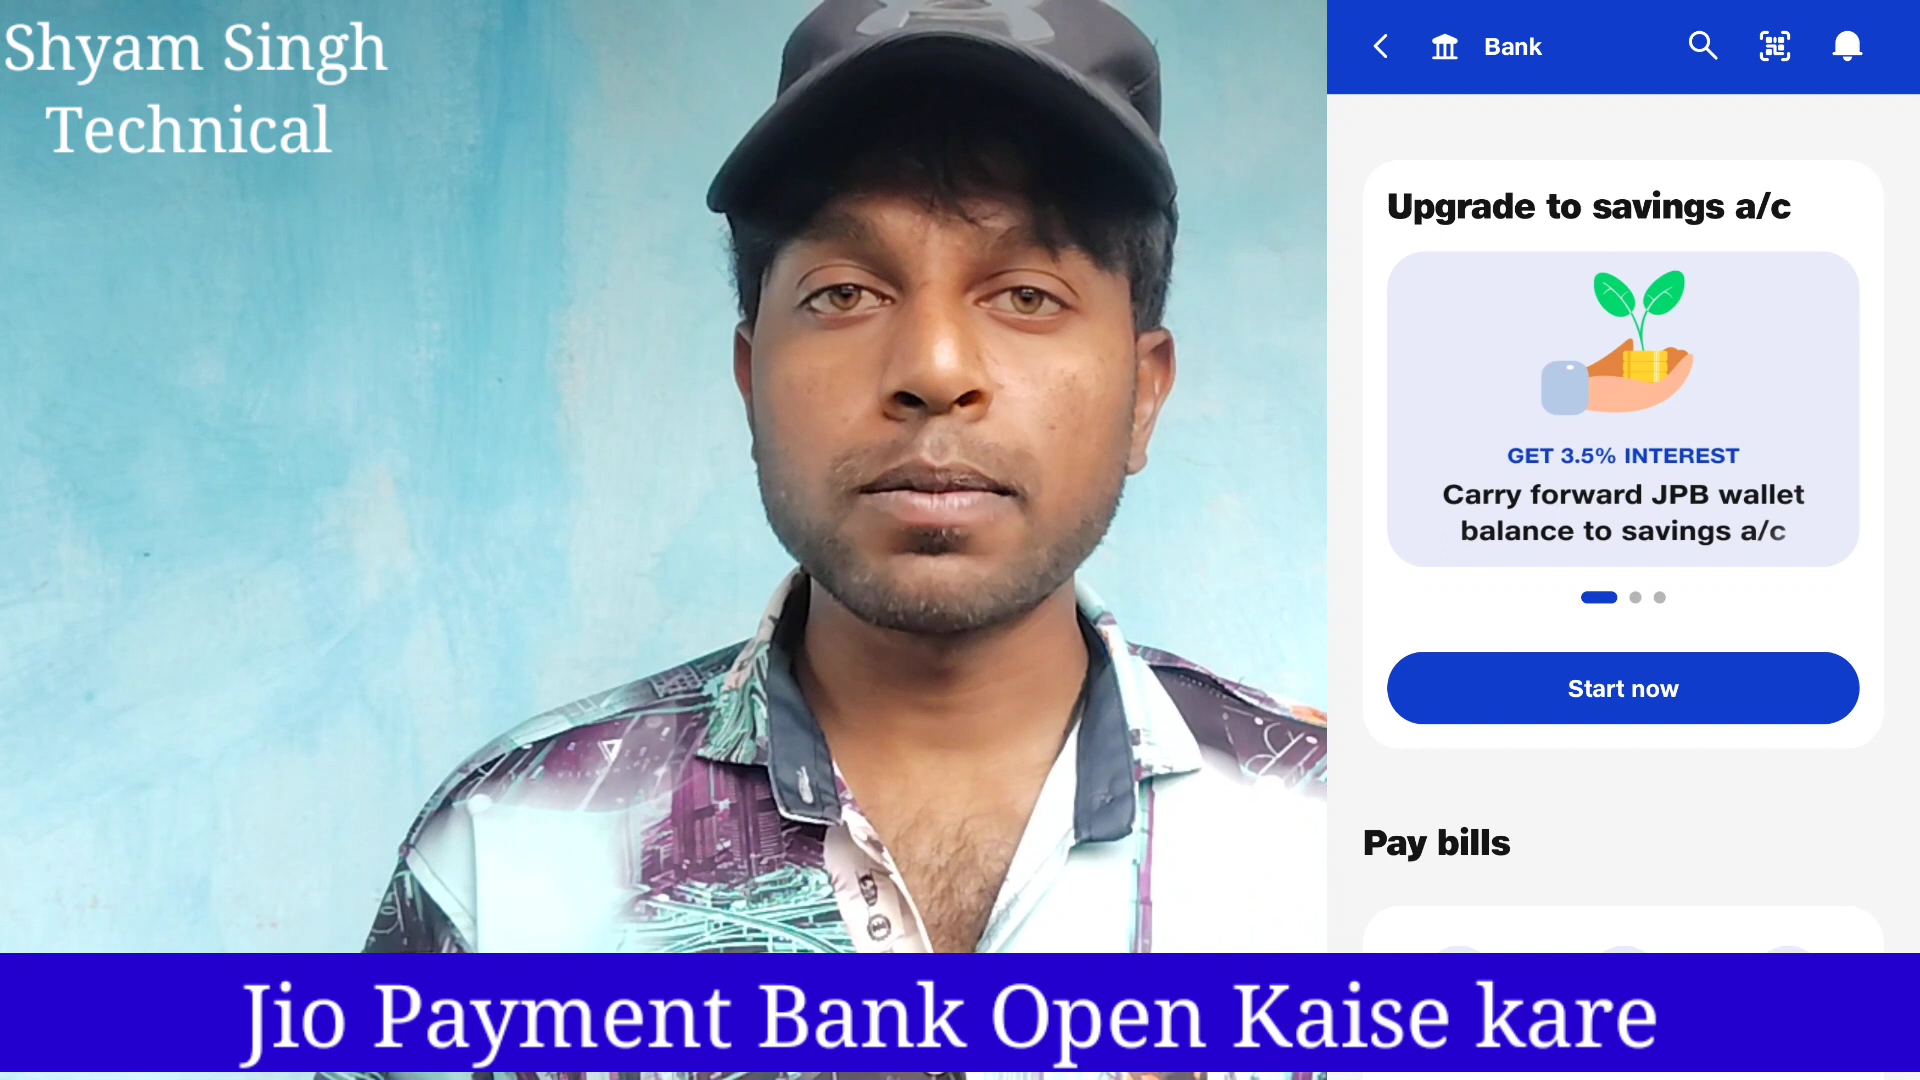 Shyam Singh
Technical
Bank
Upgrade to savings a/c
GET 3.5% INTEREST
Carry forward JPB wallet
balance to savings a/c
Start now
Pay bills
Jio Payment Bank Open Kaise kare